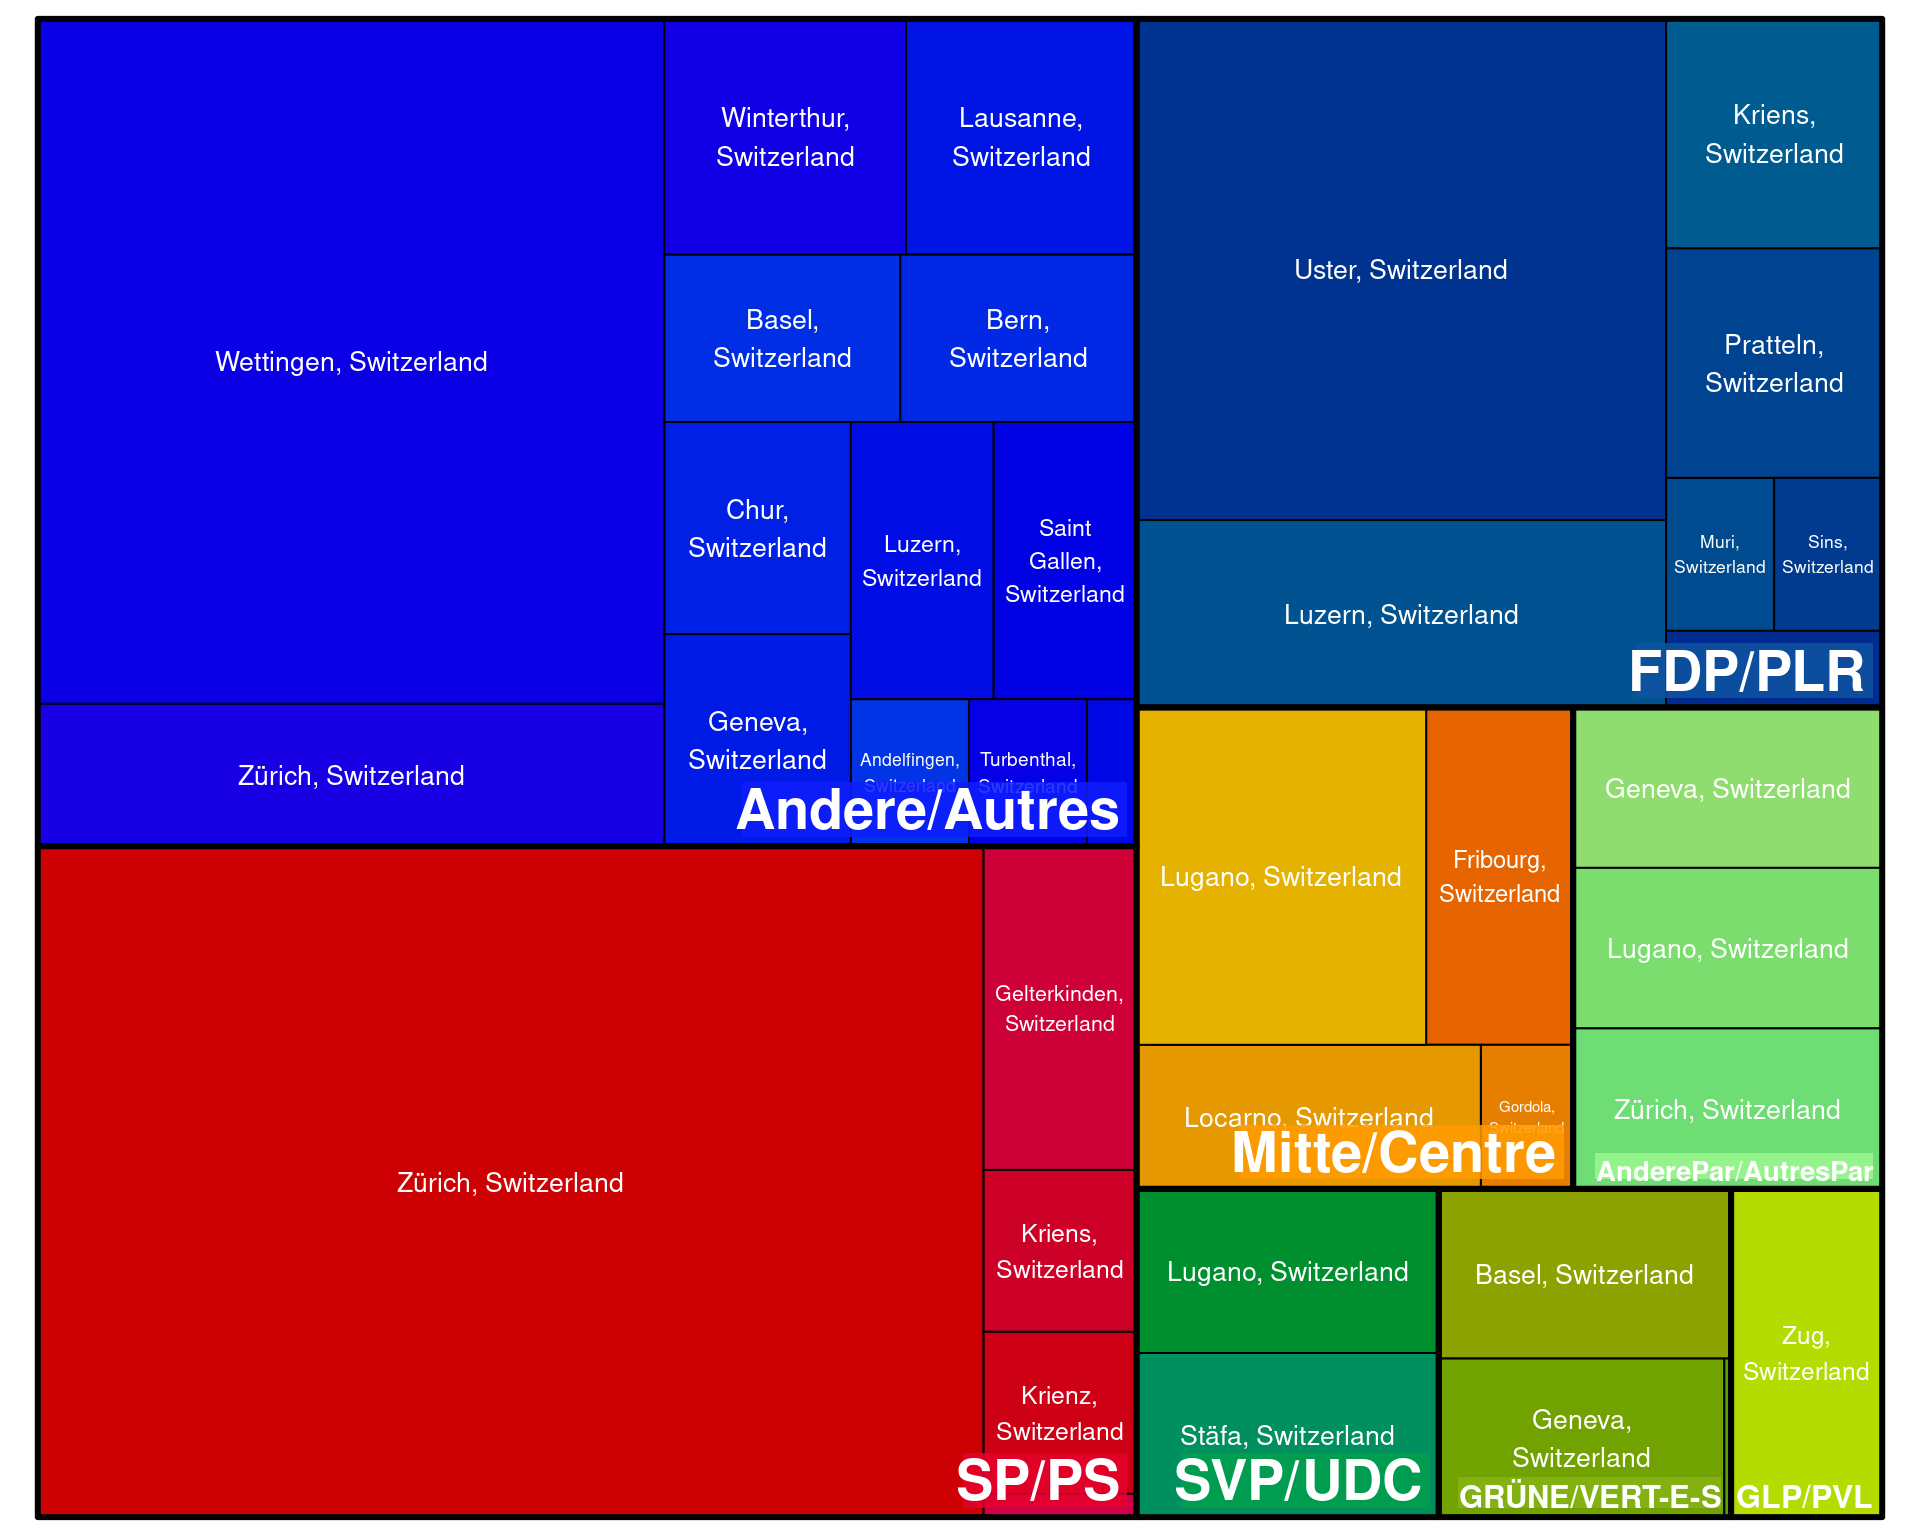 Wettingen, Switzerland
Zürich, Switzerland
Winterthur,
Switzerland
Lausanne,
Switzerland
Basel,
Switzerland
Bern,
Switzerland
Chur,
Switzerland
Geneva,
Switzerland
Luzern,
Switzerland
Saint
Gallen,
Switzerland
Andelfingen,
Switzerland
Turbenthal,
Switzerland
Andere/Autres
Zürich, Switzerland
Gelterkinden,
Switzerland
Kriens,
Switzerland
Krienz,
Switzerland
SP/PS
Uster, Switzerland
Luzern, Switzerland
Kriens,
Switzerland
Pratteln,
Switzerland
Muri,
Switzerland
Sins,
Switzerland
FDP/PLR
Lugano, Switzerland
Fribourg,
Switzerland
Locarno, Switzerland
Gordola,
Switzerland
Mitte/Centre
Geneva, Switzerland
Lugano, Switzerland
Zürich, Switzerland
AnderePar/AutresPar
Lugano, Switzerland
Stäfa, Switzerland
SVP/UDC
Basel, Switzerland
Geneva,
Switzerland
GRÜNE/VERT-E-S
Zug,
Switzerland
GLP/PVL